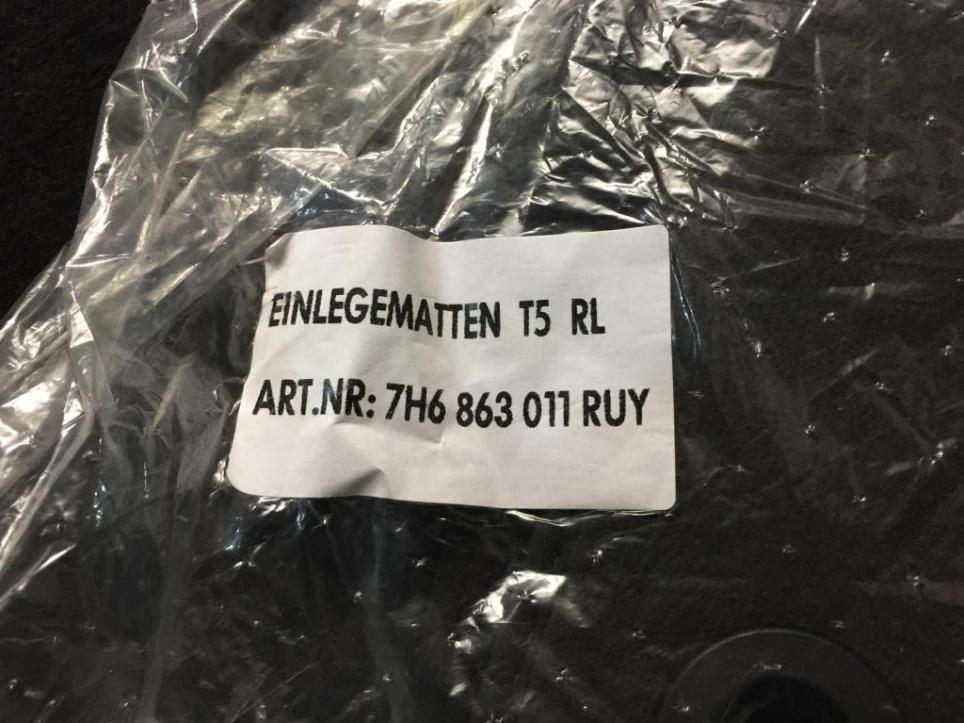 EINLEGEMATTEN T5 RL
ART.NR: 7H6 863 011 RUY